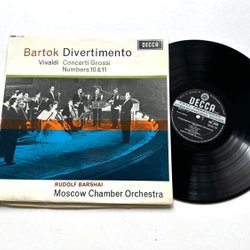 Bartok Divertimento
DECCA
Vivaldi Concerti Grossi
Numbers 10 & 11
RUDOLF BARSHAI
Moscow Chamber Orchestra
DECCA